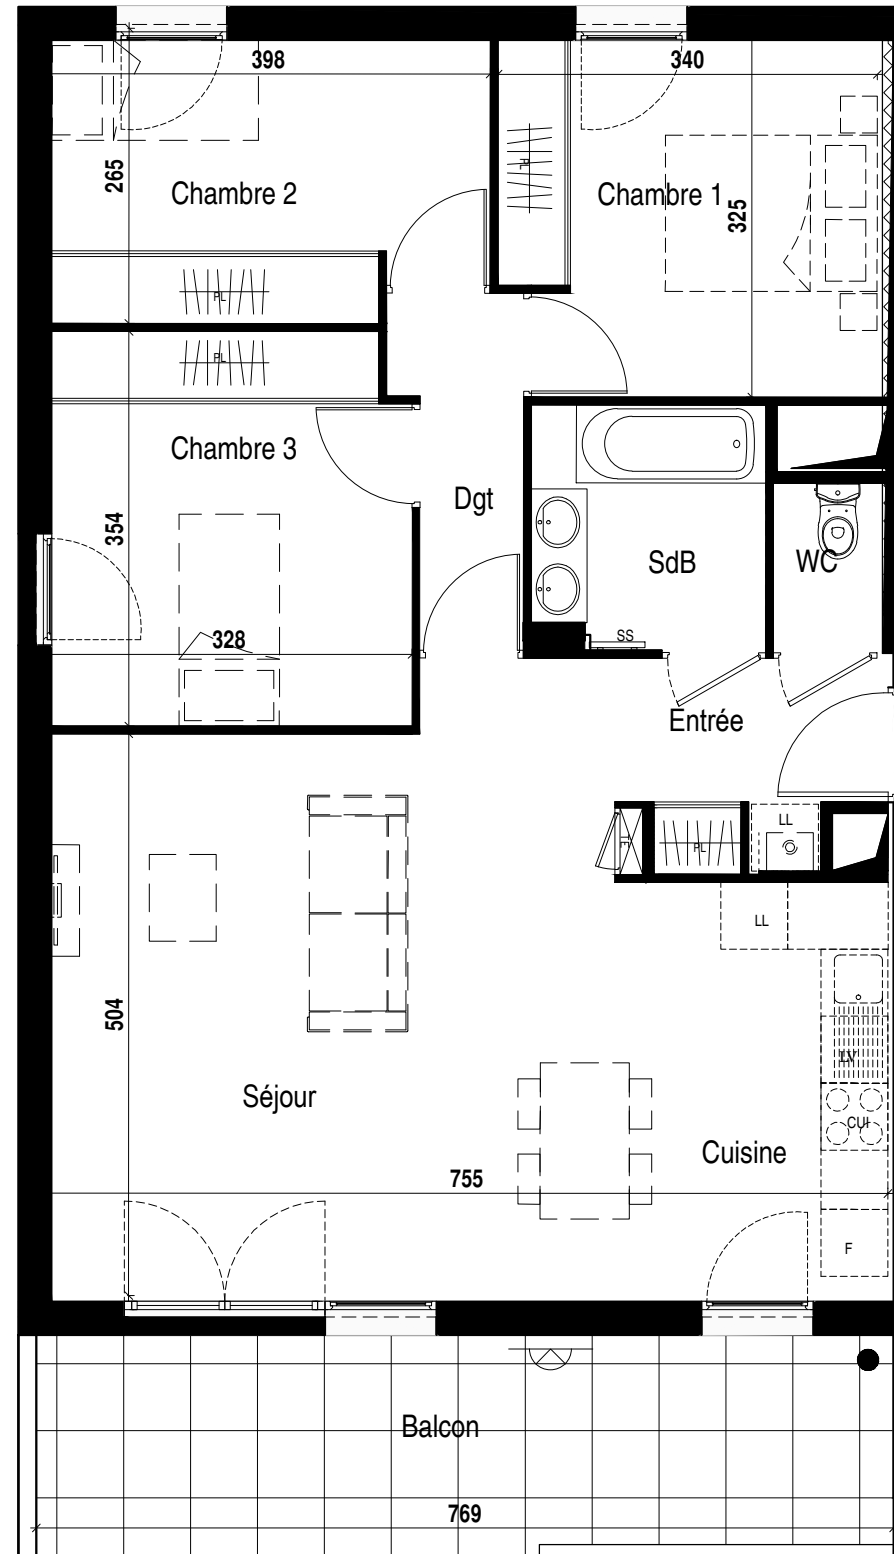 398
340
265
Chambre 2
PL
Chambre 1
325
PL
PL
Chambre 3
354
Dgt
SdB
WC
328
SS
Entrée
LL
TE
PL
LL
504
LV
Séjour
CUI
Cuisine
755
F
Balcon
769